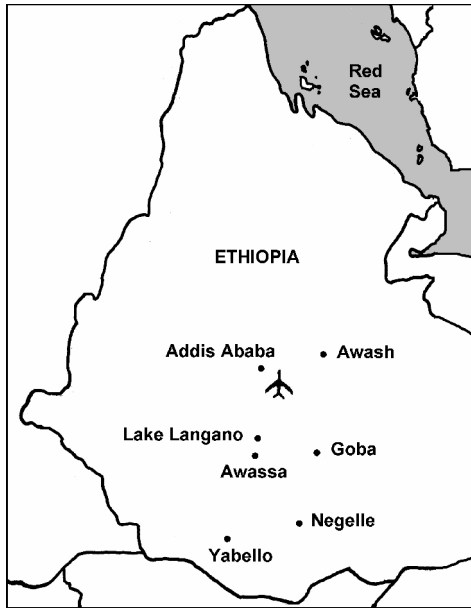 Red
Sea
ETHIOPIA
Addis Ababa
Awash
Lake Langano
Goba
Awassa
Negelle
Yabello